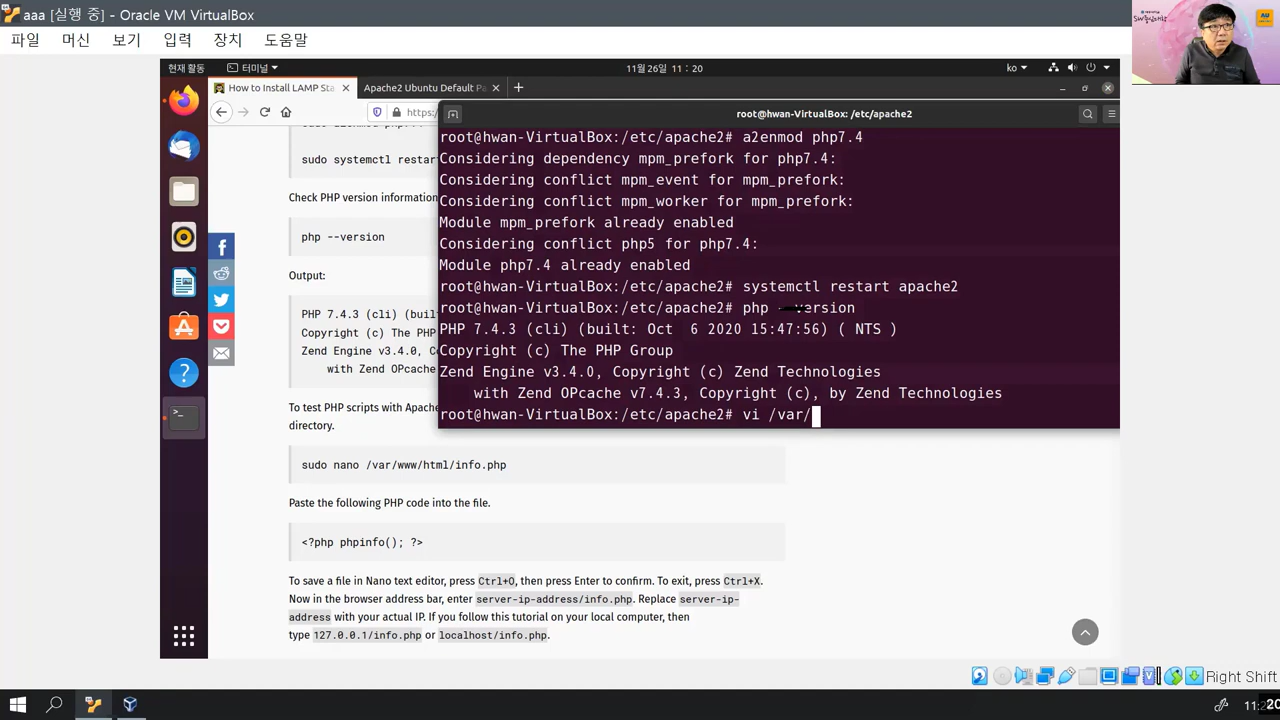 aaa [실행 중] - Oracle VM VirtualBox
파일 머신 보기 입력 장치 도움말
현재 활동 터미널 11월 26일 11 : 20 ko
How to Install LAMP Sta Apache2 Ubuntu Default Pa
https:
root@hwan-VirtualBox: /etc/apache2
root@hwan-VirtualBox:/etc/apache2# a2enmod php7.4
Considering dependency mpm_prefork for php7.4:
Considering conflict mpm_event for mpm_prefork:
Considering conflict mpm_worker for mpm_prefork:
Module mpm_prefork already enabled
Considering conflict php5 for php7.4:
Module php7.4 already enabled
root@hwan-VirtualBox:/etc/apache2# systemctl restart apache2
root@hwan-VirtualBox:/etc/apache2# php --version
PHP 7.4.3 (cli) (built: Oct 6 2020 15:47:56) ( NTS )
Copyright (c) The PHP Group
Zend Engine v3.4.0, Copyright (c) Zend Technologies
with Zend OPcache v7.4.3, Copyright (c), by Zend Technologies
root@hwan-VirtualBox:/etc/apache2# vi /var/
sudo systemctl restart
Check PHP version information
php --version
Output:
PHP 7.4.3 (cli) (built
Copyright (c) The PHP
Zend Engine v3.4.0, Co
with Zend OPcache
To test PHP scripts with Apache
directory.
sudo nano /var/www/html/info.php
Paste the following PHP code into the file.
<?php phpinfo(); ?>
To save a file in Nano text editor, press Ctrl+O, then press Enter to confirm. To exit, press Ctrl+X.
Now in the browser address bar, enter server-ip-address/info.php. Replace server-ip-
address with your actual IP. If you follow this tutorial on your local computer, then
type 127.0.0.1/info.php or localhost/info.php.
Right Shift